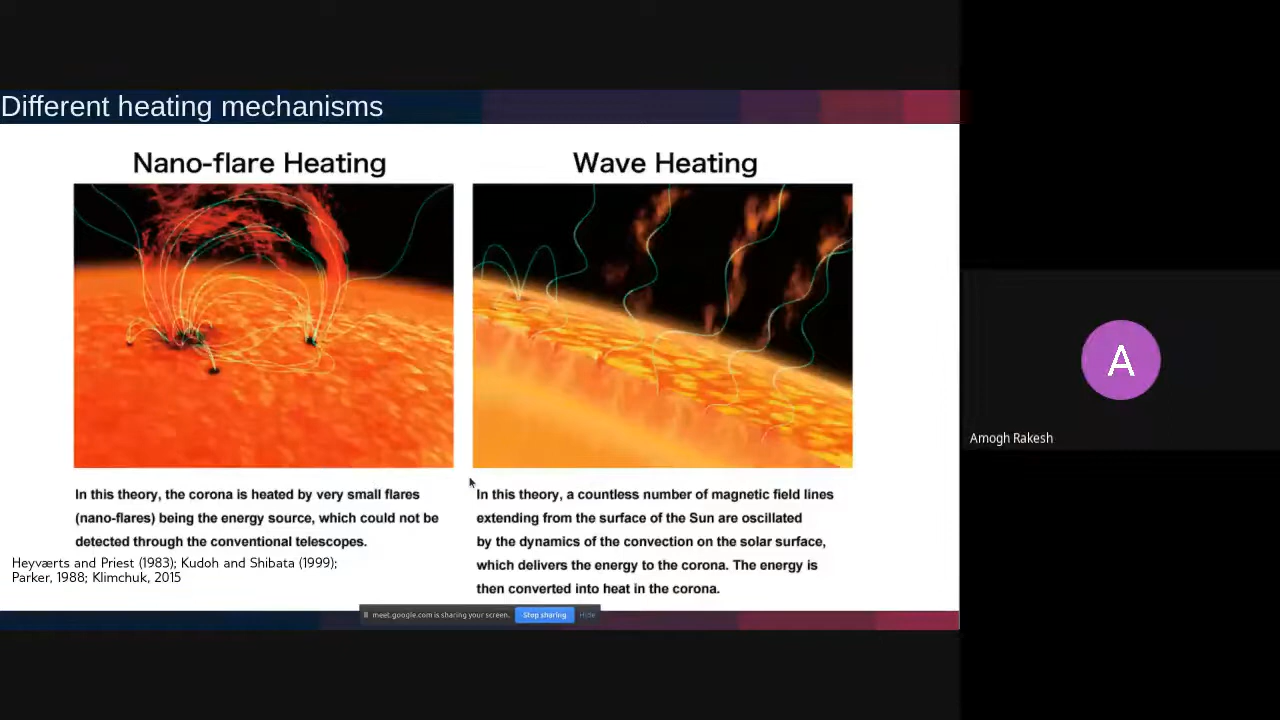 Different heating mechanisms
Nano-flare Heating
In this theory, the corona is heated by very small flares
(nano-flares) being the energy source, which could not be
detected through the conventional telescopes.
Heyværts and Priest (1983); Kudoh and Shibata (1999);
Parker, 1988; Klimchuk, 2015
Wave Heating
In this theory, a countless number of magnetic field lines
extending from the surface of the Sun are oscillated
by the dynamics of the convection on the solar surface,
which delivers the energy to the corona. The energy is
then converted into heat in the corona.
meet.google.com is sharing your screen. Stop sharing Hide
A
Amogh Rakesh